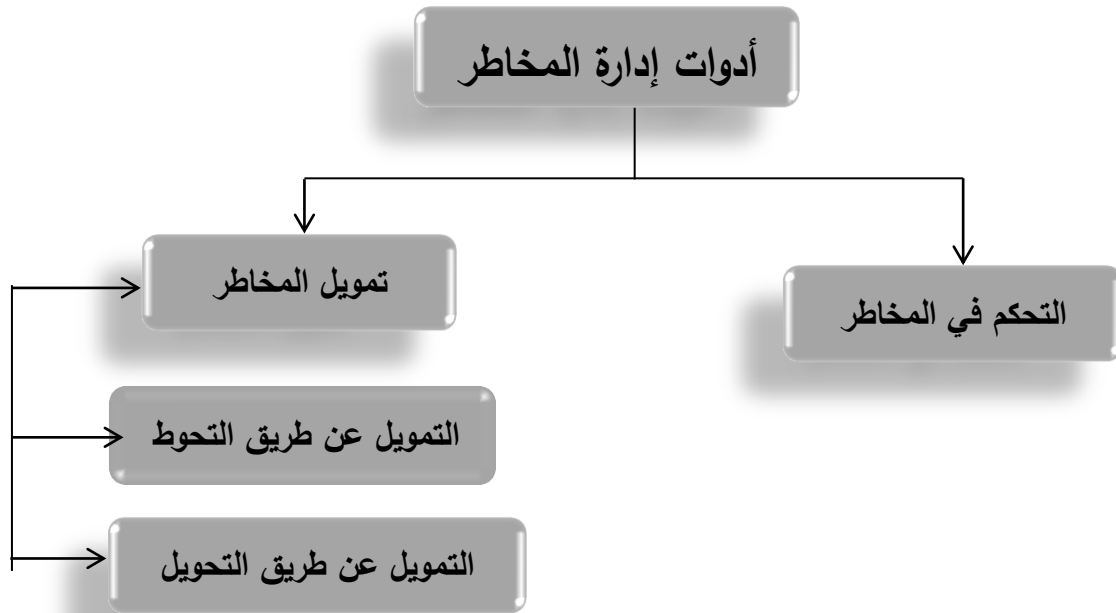 أدوات إدارة المخاطر
تمويل المخاطر
التحكم في المخاطر
التمويل عن طريق التحوط
التمويل عن طريق التحويل